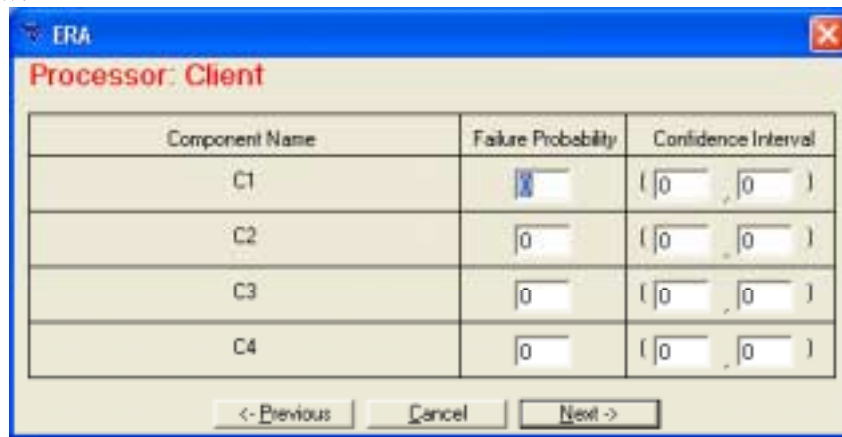 ERA
Processor: Client
Component Name Failure Probability Confidence Interval
C1 0 ( 0 , 0 )
C2 0 ( 0 , 0 )
C3 0 ( 0 , 0 )
C4 0 ( 0 , 0 )
<- Previous Cancel Next ->